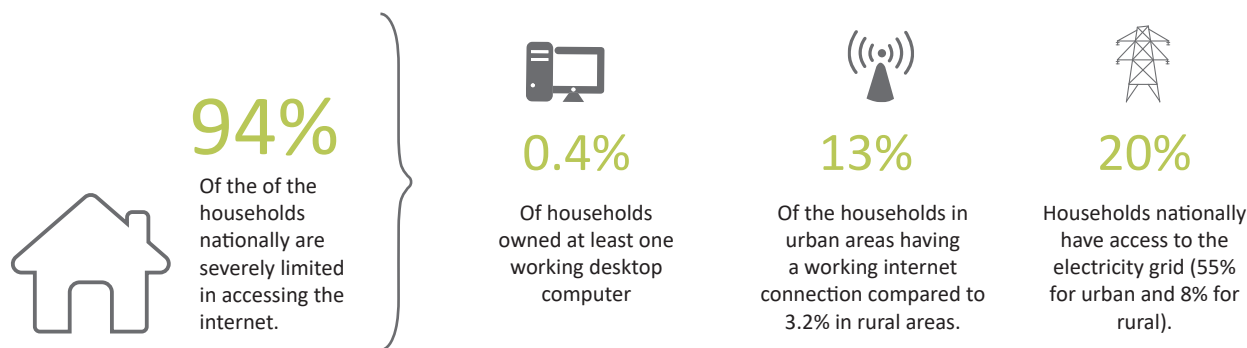 94%
Of the of the
households
nationally are
severely limited
in accessing the
internet.
0.4%
Of households
owned at least one
working desktop
computer
13%
Of the households in
urban areas having
a working internet
connection compared to
3.2% in rural areas.
20%
Households nationally
have access to the
electricity grid (55%
for urban and 8% for
rural).